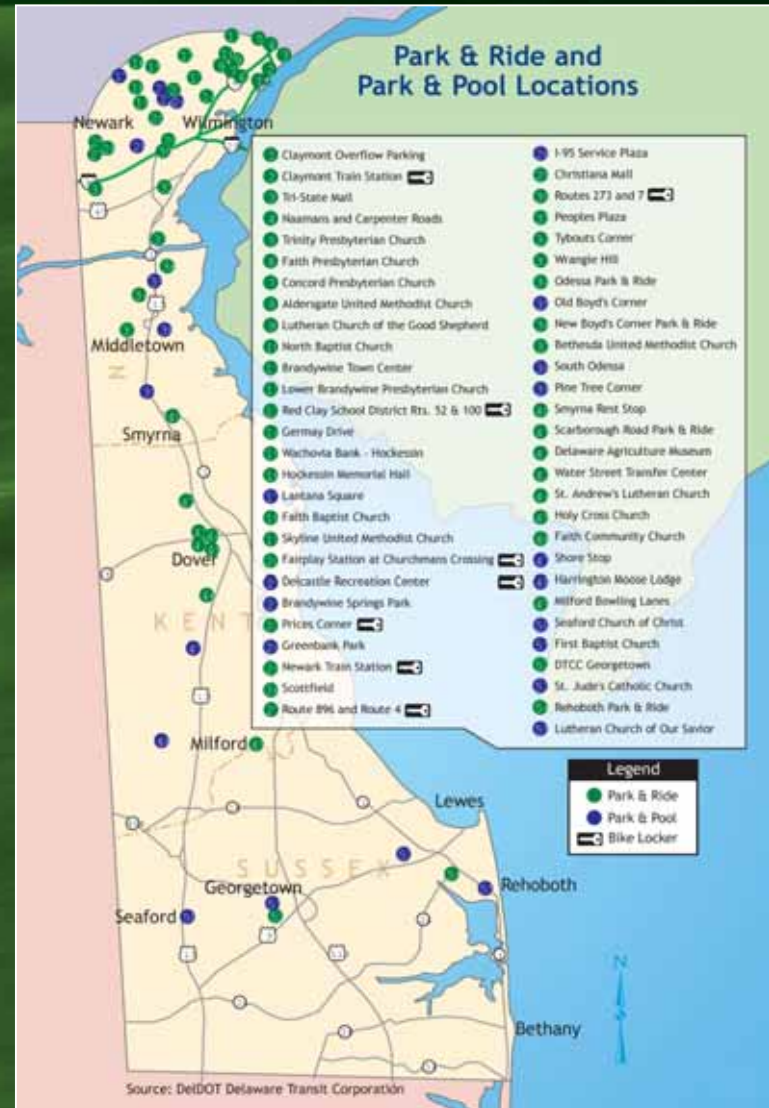 Park & Ride and
Park & Pool Locations
Newark
Wilmington
Middletown
Smyrna
Dover
KENT
Milford
Lewes
SUSSEX
Georgetown
Rehoboth
Seaford
Bethany
Claymont Overflow Parking
Claymont Train Station
Tri-State Mall
Naamans and Carpenter Roads
Trinity Presbyterian Church
Faith Presbyterian Church
Concord Presbyterian Church
Aldersgate United Methodist Church
Lutheran Church of the Good Shepherd
North Baptist Church
Brandywine Town Center
Lower Brandywine Presbyterian Church
Red Clay School District Rts. 52 & 100
Germay Drive
Wachovia Bank - Hockessin
Hockessin Memorial Hall
Lantana Square
Faith Baptist Church
Skyline United Methodist Church
Fairplay Station at Churchmans Crossing
Delcastle Recreation Center
Brandywine Springs Park
Prices Corner
Greenbank Park
Newark Train Station
Scottfield
Route 896 and Route 4
I-95 Service Plaza
Christiana Mall
Routes 273 and 7
Peoples Plaza
Tybouts Corner
Wrangle Hill
Odessa Park & Ride
Old Boyd's Corner
New Boyd's Corner Park & Ride
Bethesda United Methodist Church
South Odessa
Pine Tree Corner
Smyrna Rest Stop
Scarborough Road Park & Ride
Delaware Agriculture Museum
Water Street Transfer Center
St. Andrew's Lutheran Church
Holy Cross Church
Faith Community Church
Shore Stop
Harrington Moose Lodge
Milford Bowling Lanes
Seaford Church of Christ
First Baptist Church
DTCC Georgetown
St. Jude's Catholic Church
Rehoboth Park & Ride
Lutheran Church of Our Savior
Legend
Park & Ride
Park & Pool
Bike Locker
N
Source: DelDOT Delaware Transit Corporation